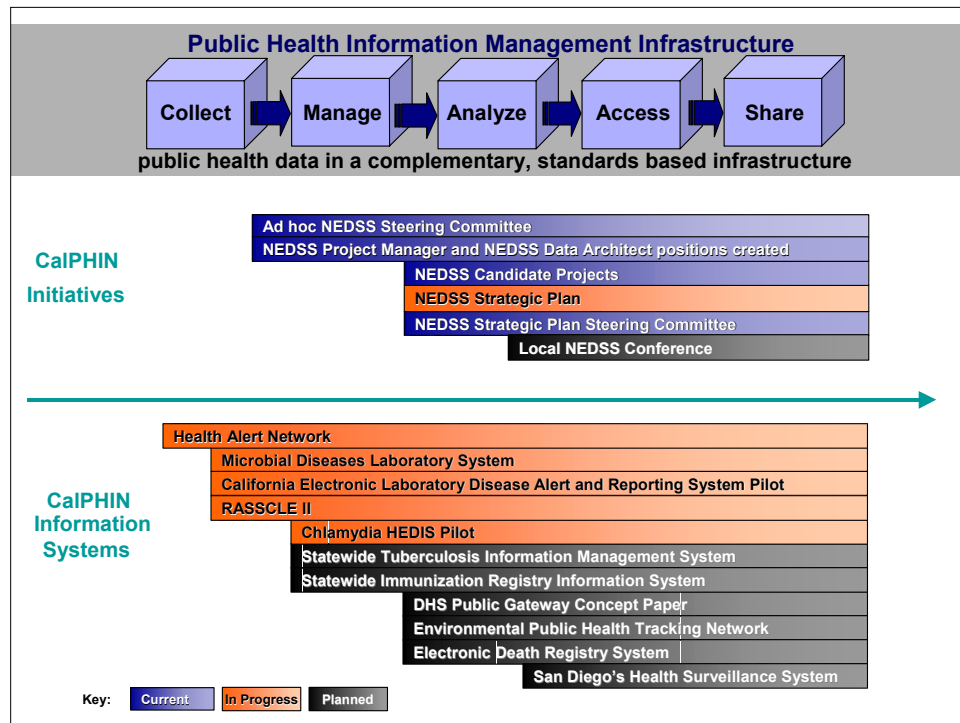 Public Health Information Management Infrastructure
Collect
Manage
Analyze
Access
Share
public health data in a complementary, standards based infrastructure
CalPHIN
Initiatives
Ad hoc NEDSS Steering Committee
NEDSS Project Manager and NEDSS Data Architect positions created
NEDSS Candidate Projects
NEDSS Strategic Plan
NEDSS Strategic Plan Steering Committee
Local NEDSS Conference
CalPHIN
Information
Systems
Health Alert Network
Microbial Diseases Laboratory System
California Electronic Laboratory Disease Alert and Reporting System Pilot
RASSCLE II
Chlamydia HEDIS Pilot
Statewide Tuberculosis Information Management System
Statewide Immunization Registry Information System
DHS Public Gateway Concept Paper
Environmental Public Health Tracking Network
Electronic Death Registry System
San Diego's Health Surveillance System
Key:
Current
In Progress
Planned